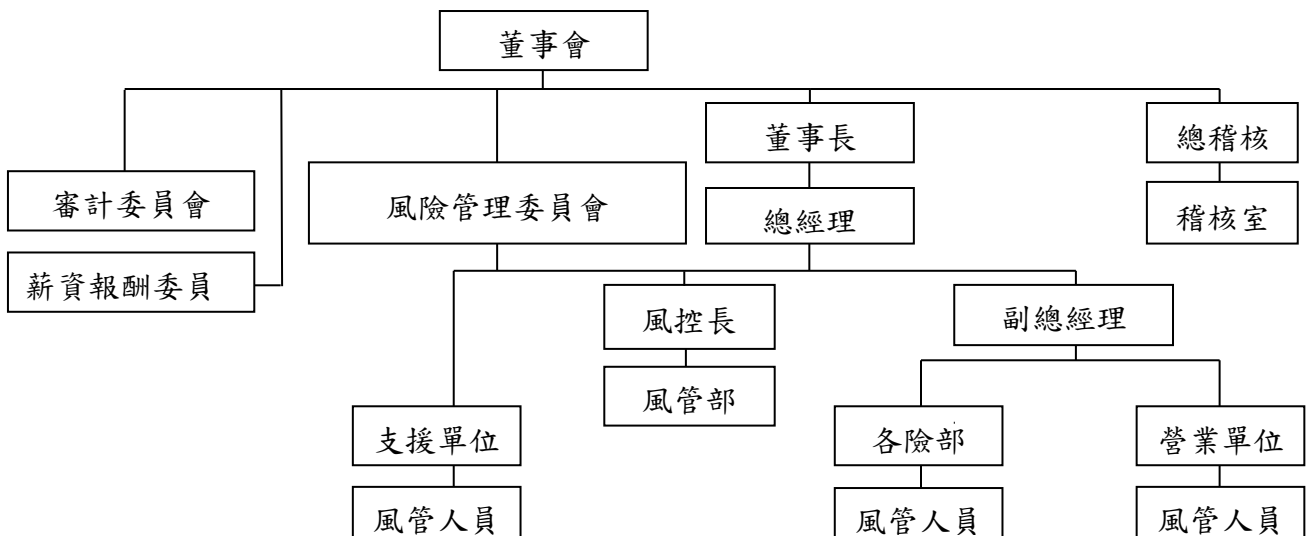 董事會
董事長
總稽核
審計委員會
風險管理委員會
總經理
稽核室
薪資報酬委員
風控長
副總經理
風管部
支援單位
各險部
營業單位
風管人員
風管人員
風管人員